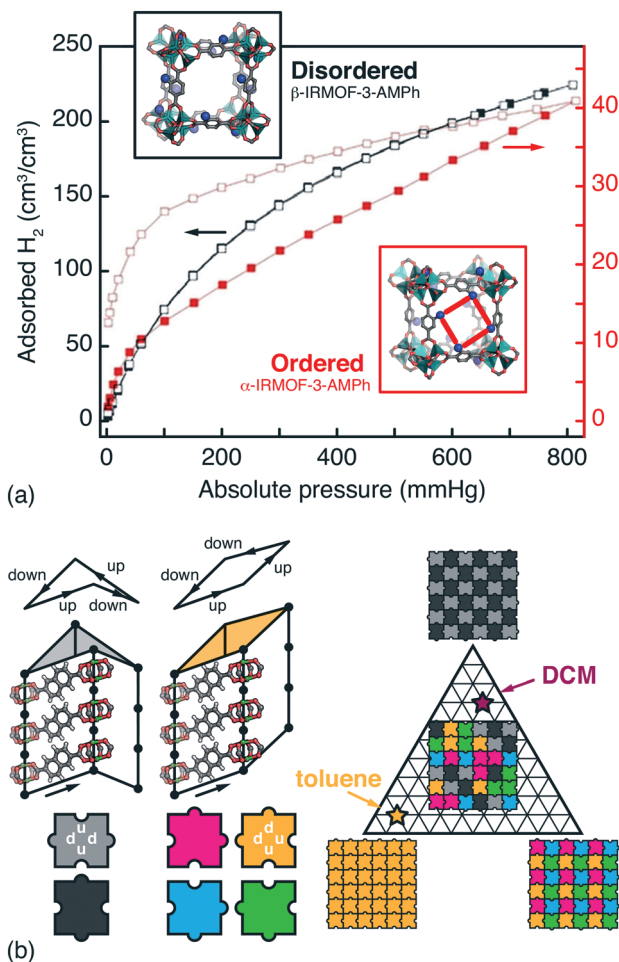 250
200
150
100
50
0
Adsorbed H₂ (cm³/cm³)
Disordered
β-IRMOF-3-AMPh
Ordered
α-IRMOF-3-AMPh
40
30
20
10
0
0 200 400 600 800
Absolute pressure (mmHg)
(a)
down
up
up
down
down
up
up
down
DCM
toluene
u
d d
u
d
u u
d
(b)